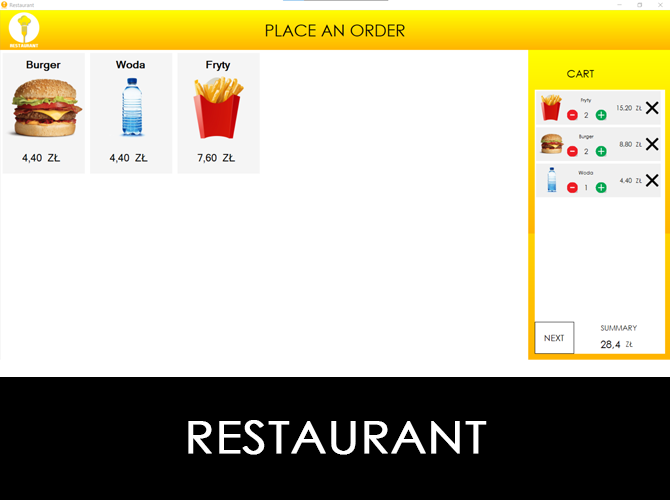 Restaurant
RESTAURANT
PLACE AN ORDER
Burger
4,40 ZŁ
Woda
4,40 ZŁ
Fryty
7,60 ZŁ
CART
Fryty
2
15,20 ZŁ
Burger
2
8,80 ZŁ
Woda
1
4,40 ZŁ
NEXT
SUMMARY
28,4 ZŁ
RESTAURANT